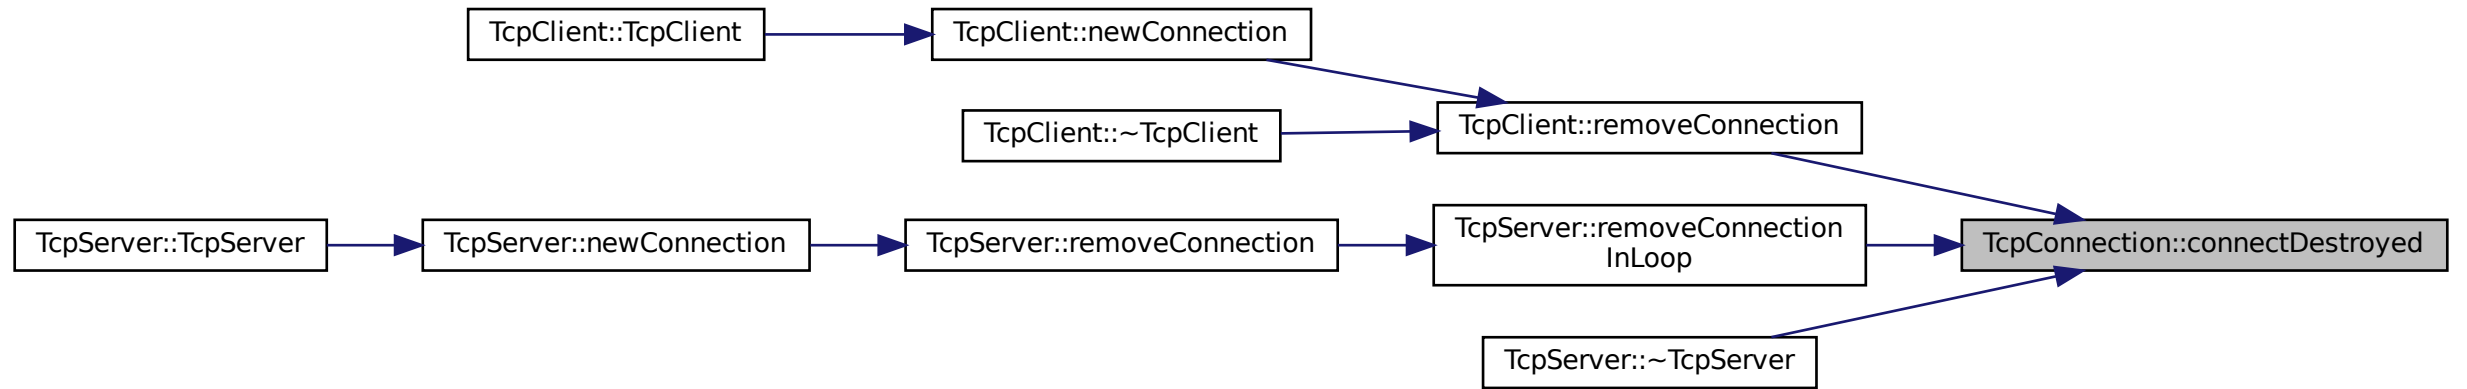 TcpClient::TcpClient
TcpClient::newConnection
TcpClient::~TcpClient
TcpClient::removeConnection
TcpServer::TcpServer
TcpServer::newConnection
TcpServer::removeConnection
TcpServer::removeConnection
InLoop
TcpConnection::connectDestroyed
TcpServer::~TcpServer